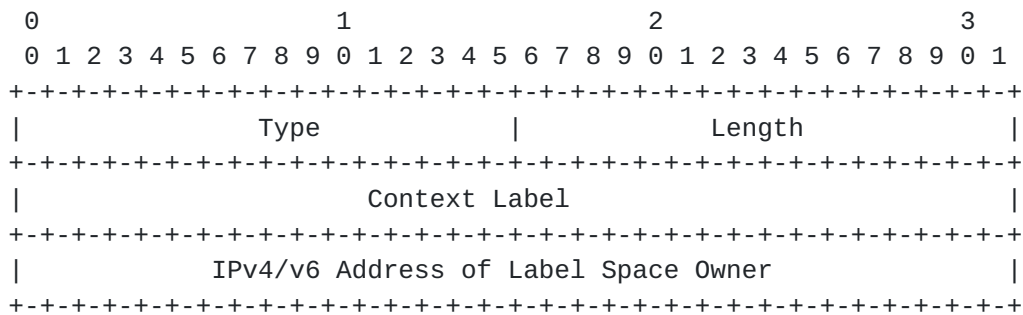 0                   1                   2                   3
 0 1 2 3 4 5 6 7 8 9 0 1 2 3 4 5 6 7 8 9 0 1 2 3 4 5 6 7 8 9 0 1
+-+-+-+-+-+-+-+-+-+-+-+-+-+-+-+-+-+-+-+-+-+-+-+-+-+-+-+-+-+-+-+-+
|               Type            |            Length             |
+-+-+-+-+-+-+-+-+-+-+-+-+-+-+-+-+-+-+-+-+-+-+-+-+-+-+-+-+-+-+-+-+
|                      Context Label                            |
+-+-+-+-+-+-+-+-+-+-+-+-+-+-+-+-+-+-+-+-+-+-+-+-+-+-+-+-+-+-+-+-+
|            IPv4/v6 Address of Label Space Owner               |
+-+-+-+-+-+-+-+-+-+-+-+-+-+-+-+-+-+-+-+-+-+-+-+-+-+-+-+-+-+-+-+-+